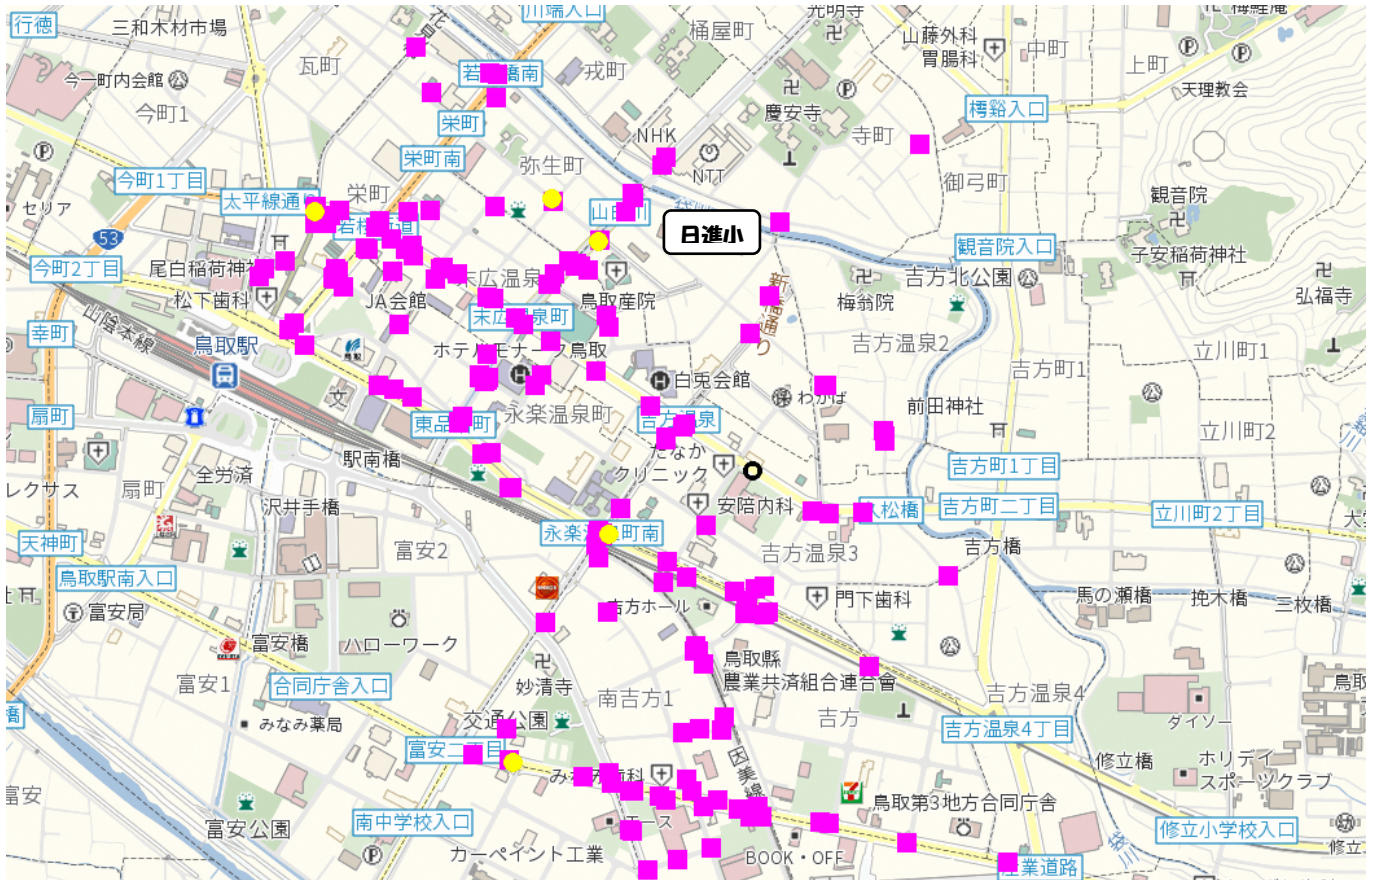 行徳
三和木材市場
川端入口
光明寺
桶屋町
山藤外科
胃腸科
中町
上町
梅鯉庵
瓦町
戎町
今一町内会館
今町1
栄町
慶安寺
天理教会
樗谿入口
NHK
NTT
寺町
栄町南
弥生町
今町1丁目
御弓町
観音院
セリア
太平線通り
栄町
日進小
53
観音院入口
子安稲荷神社
今町2丁目
尾白稲荷神社
末広温泉
吉方北公園
松下歯科
JA会館
鳥取産院
梅翁院
弘福寺
山陰本線
幸町
鳥取駅
末広温泉町
新
通り
吉方温泉2
立川町1
ホテルモナーク鳥取
吉方町1
白兎会館
わかば
前田神社
扇町
文
永楽温泉町
吉方温泉
立川町2
駅南橋
たなか
クリニック
吉方町1丁目
全労済
レクサス
扇町
沢井手橋
安陪内科
吉方町二丁目
立川町2丁目
天神町
富安2
永楽温泉町南
吉方温泉3
吉方橋
鳥取駅南入口
富安局
吉方ホール
門下歯科
馬の瀬橋
挽木橋
三枚橋
富安橋
ハローワーク
鳥取縣
農業共済組合連合會
富安1
合同庁舎入口
妙清寺
南吉方1
吉方
吉方温泉4
みなみ薬局
交通公園
吉方温泉4丁目
ダイソー
富安二丁目
因美線
修立橋
ホリデイ
スポーツクラブ
富安
鳥取第3地方合同庁舎
富安公園
南中学校入口
エース
修立小学校入口
カーペイント工業
BOOK・OFF
袋川
産業道路